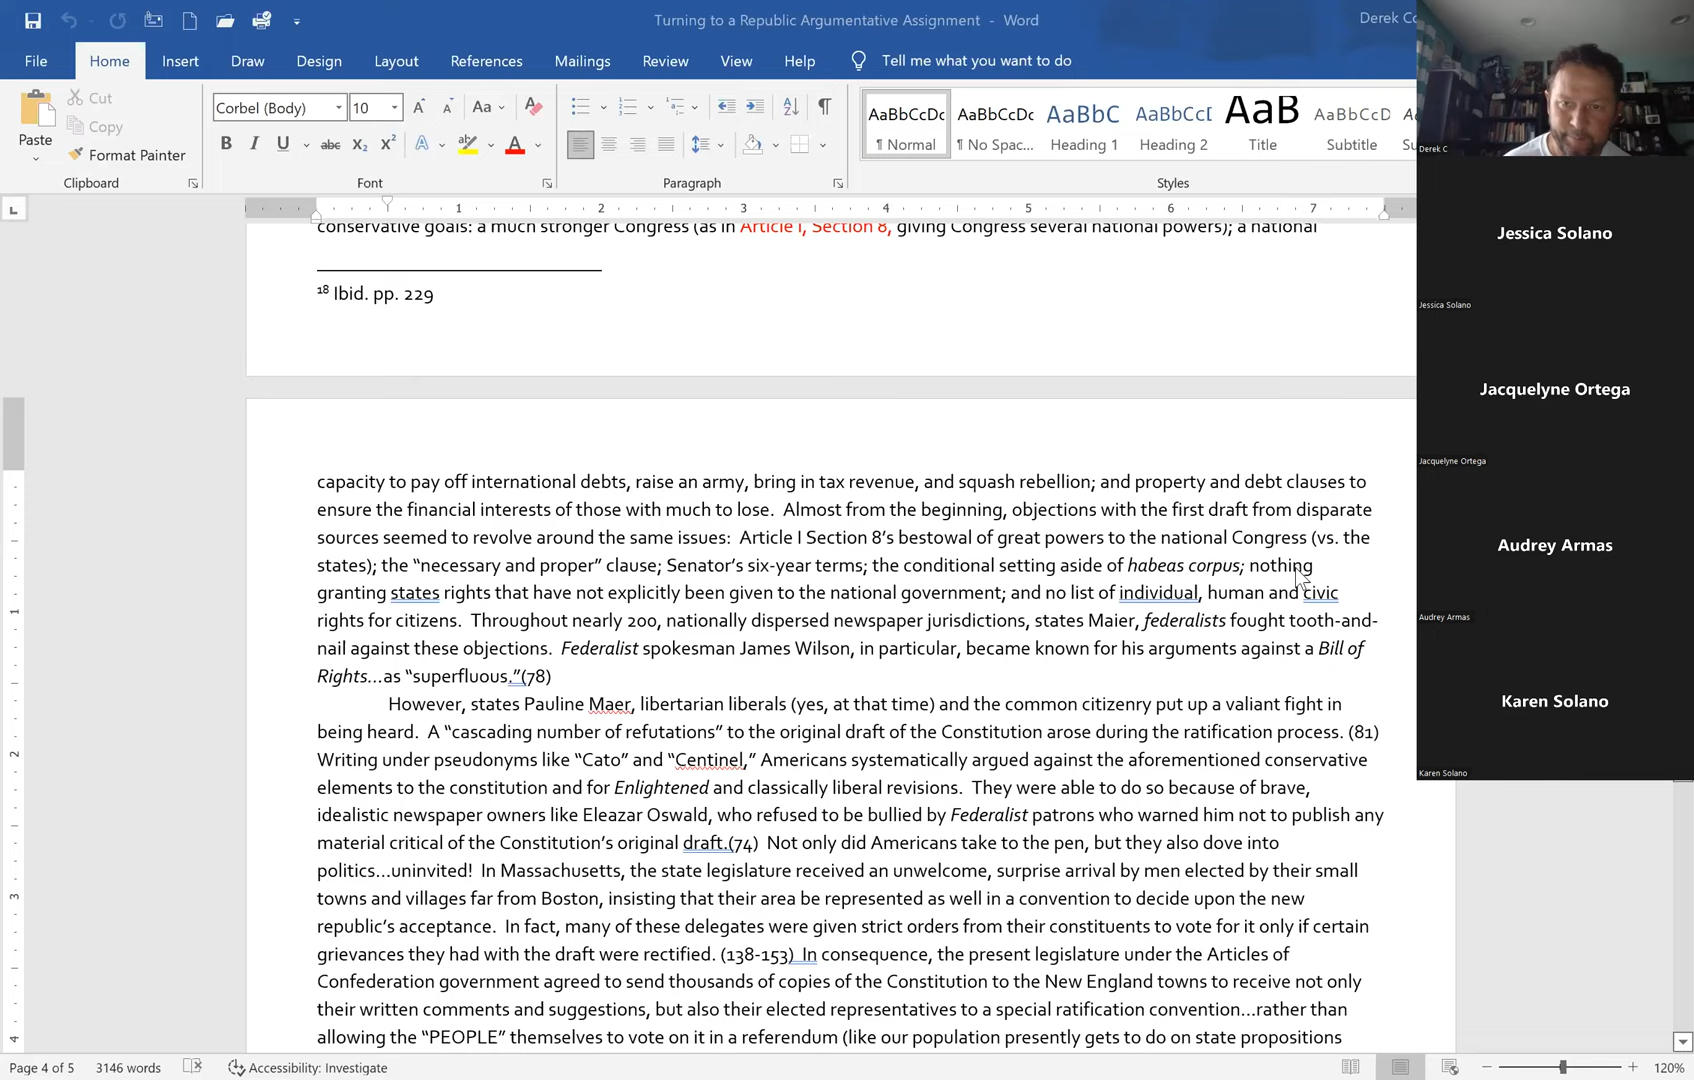 Turning to a Republic Argumentative Assignment - Word
Derek Co
File Home Insert Draw Design Layout References Mailings Review View Help Tell me what you want to do
Paste
Cut
Copy
Format Painter
Clipboard
Corbel (Body) 10
Font
Paragraph
AaBbCcDc AaBbCcDc AaBbC AaBbCcD AaB AaBbCcD
¶ Normal ¶ No Spac... Heading 1 Heading 2 Title Subtitle
Styles
1 2 3 4 5 6 7
conservative goals: a much stronger Congress (as in Article I, Section 8, giving Congress several national powers); a national
18 Ibid. pp. 229
capacity to pay off international debts, raise an army, bring in tax revenue, and squash rebellion; and property and debt clauses to
ensure the financial interests of those with much to lose.  Almost from the beginning, objections with the first draft from disparate
sources seemed to revolve around the same issues:  Article I Section 8’s bestowal of great powers to the national Congress (vs. the
states); the “necessary and proper” clause; Senator’s six-year terms; the conditional setting aside of habeas corpus; nothing
granting states rights that have not explicitly been given to the national government; and no list of individual, human and civic
rights for citizens.  Throughout nearly 200, nationally dispersed newspaper jurisdictions, states Maier, federalists fought tooth-and-
nail against these objections.  Federalist spokesman James Wilson, in particular, became known for his arguments against a Bill of
Rights…as “superfluous.”(78)
However, states Pauline Maer, libertarian liberals (yes, at that time) and the common citizenry put up a valiant fight in
being heard.  A “cascading number of refutations” to the original draft of the Constitution arose during the ratification process. (81)
Writing under pseudonyms like “Cato” and “Centinel,” Americans systematically argued against the aforementioned conservative
elements to the constitution and for Enlightened and classically liberal revisions.  They were able to do so because of brave,
idealistic newspaper owners like Eleazar Oswald, who refused to be bullied by Federalist patrons who warned him not to publish any
material critical of the Constitution’s original draft.(74)  Not only did Americans take to the pen, but they also dove into
politics…uninvited!  In Massachusetts, the state legislature received an unwelcome, surprise arrival by men elected by their small
towns and villages far from Boston, insisting that their area be represented as well in a convention to decide upon the new
republic’s acceptance.  In fact, many of these delegates were given strict orders from their constituents to vote for it only if certain
grievances they had with the draft were rectified. (138-153)  In consequence, the present legislature under the Articles of
Confederation government agreed to send thousands of copies of the Constitution to the New England towns to receive not only
their written comments and suggestions, but also their elected representatives to a special ratification convention…rather than
allowing the “PEOPLE” themselves to vote on it in a referendum (like our population presently gets to do on state propositions
1
2
3
4
Page 4 of 5 3146 words Accessibility: Investigate 120%
Derek C
Jessica Solano
Jessica Solano
Jacquelyne Ortega
Jacquelyne Ortega
Audrey Armas
Audrey Armas
Karen Solano
Karen Solano